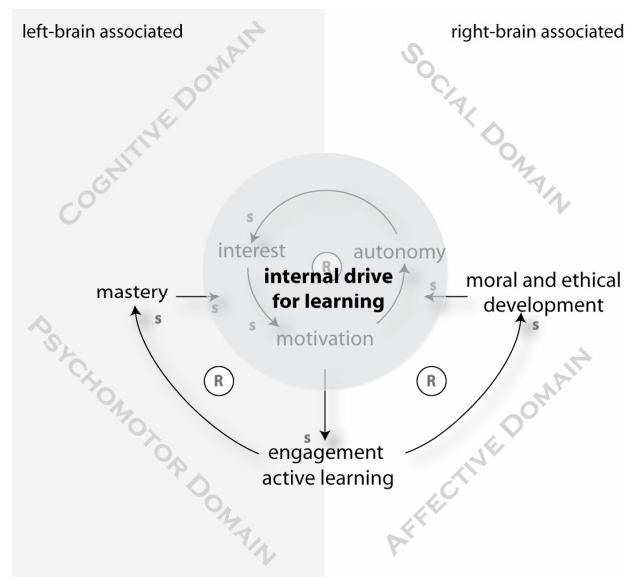 left-brain associated
right-brain associated
COGNITIVE DOMAIN
SOCIAL DOMAIN
s
interest
autonomy
R
internal drive
for learning
s
s
s
s
motivation
mastery
s
moral and ethical
development
s
R
R
s
engagement
active learning
PSYCHOMOTOR DOMAIN
AFFECTIVE DOMAIN